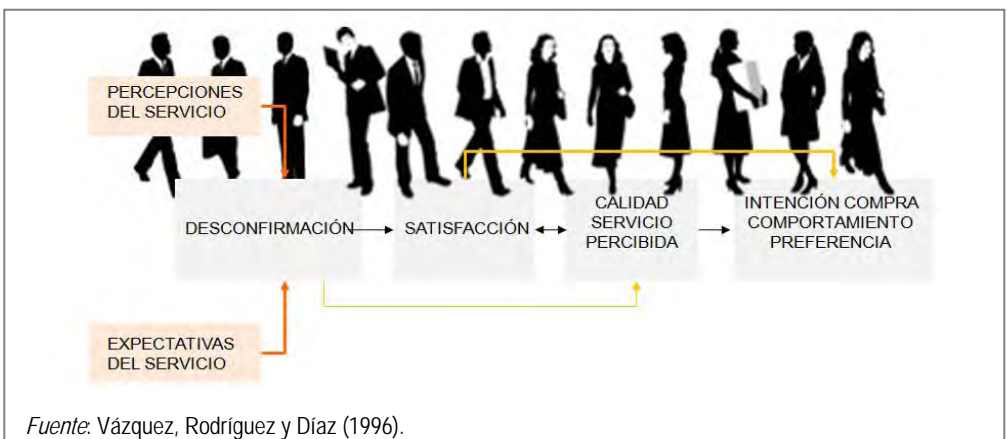 PERCEPCIONES
DEL SERVICIO
DESCONFIRMACIÓN
SATISFACCIÓN
CALIDAD
SERVICIO
PERCIBIDA
INTENCIÓN COMPRA
COMPORTAMIENTO
PREFERENCIA
EXPECTATIVAS
DEL SERVICIO
Fuente: Vázquez, Rodríguez y Díaz (1996).